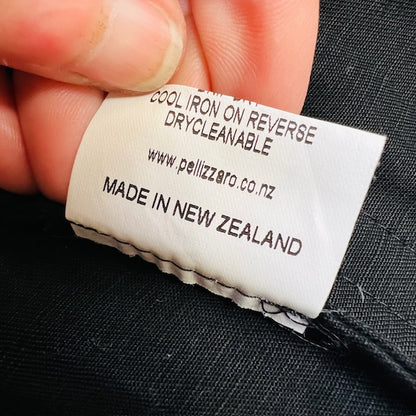 COOL IRON ON REVERSE
DRYCLEANABLE
www.pellizzaro.co.nz
MADE IN NEW ZEALAND